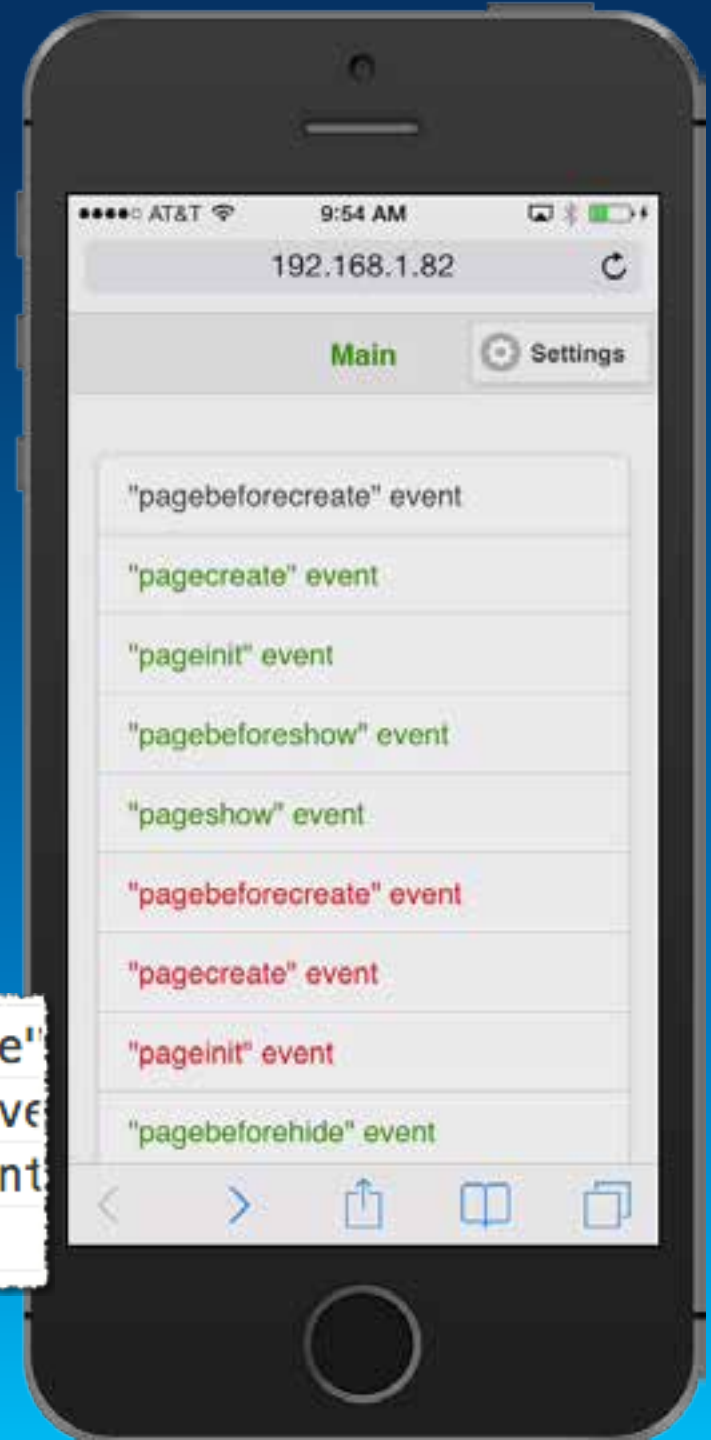 AT&T 9:54 AM
192.168.1.82
Main Settings
"pagebeforecreate" event
"pagecreate" event
"pageinit" event
"pagebeforeshow" event
"pageshow" event
"pagebeforecreate" event
"pagecreate" event
"pageinit" event
"pagebeforehide" event